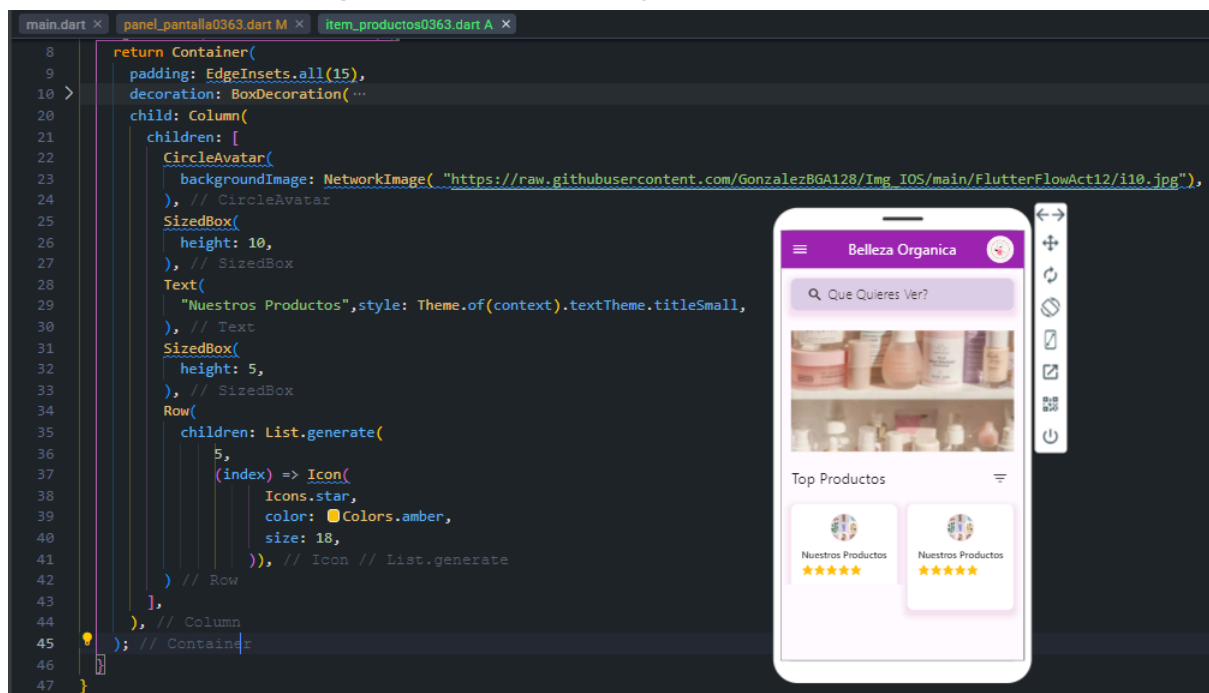 main.dart × panel_pantalla0363.dart M × item_productos0363.dart A ×
8 return Container(
9 padding: EdgeInsets.all(15),
10 > decoration: BoxDecoration( ···
20 child: Column(
21 children: [
22 CircleAvatar(
23 backgroundImage: NetworkImage( "https://raw.githubusercontent.com/GonzalezBGA128/Img_IOS/main/FlutterFlowAct12/i10.jpg"),
24 ), // CircleAvatar
25 SizedBox(
26 height: 10,
27 ), // SizedBox
28 Text(
29 "Nuestros Productos",style: Theme.of(context).textTheme.titleSmall,
30 ), // Text
31 SizedBox(
32 height: 5,
33 ), // SizedBox
34 Row(
35 children: List.generate(
36 5,
37 (index) => Icon(
38 Icons.star,
39 color: Colors.amber,
40 size: 18,
41 )), // Icon // List.generate
42 ) // Row
43 ],
44 ), // Column
45 ); // Container
46 }
47 }
Belleza Organica
Que Quieres Ver?
Top Productos
Nuestros Productos Nuestros Productos